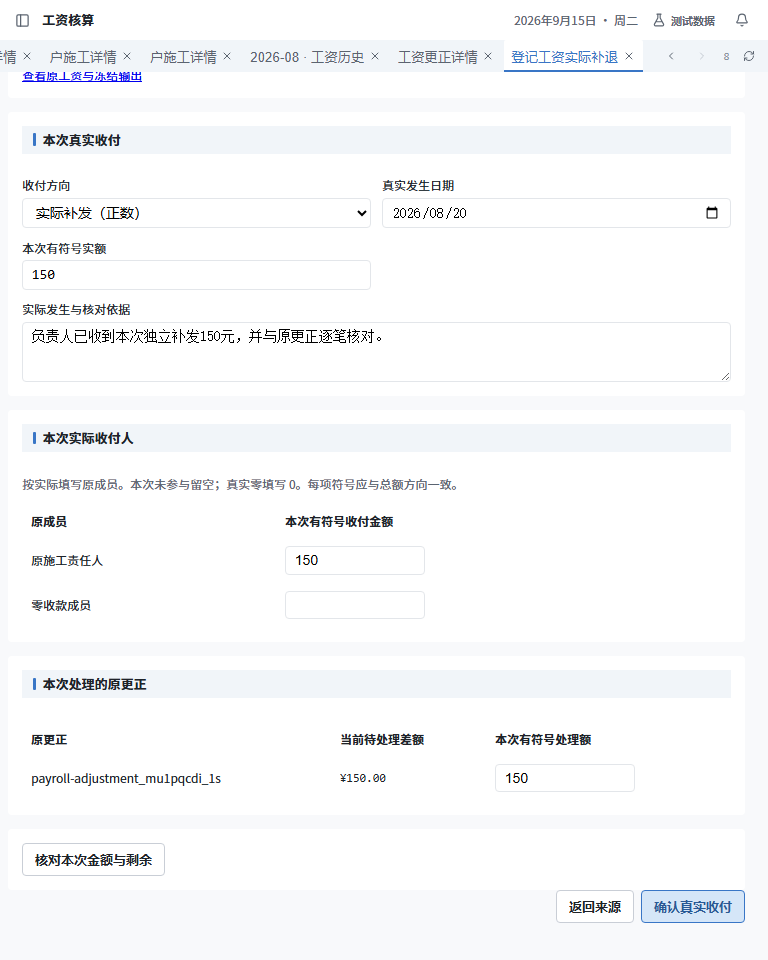 工资核算
2026年9月15日 · 周二
测试数据
情 ×
户施工详情 ×
户施工详情 ×
2026-08 · 工资历史 ×
工资更正详情 ×
登记工资实际补退 ×
8
查看原工资与冻结输出
本次真实收付
收付方向
真实发生日期
实际补发（正数）
2026/08/20
本次有符号实额
150
实际发生与核对依据
负责人已收到本次独立补发150元，并与原更正逐笔核对。
本次实际收付人
按实际填写原成员。本次未参与留空；真实零填写 0。每项符号应与总额方向一致。
原成员
本次有符号收付金额
原施工责任人
150
零收款成员
本次处理的原更正
原更正
当前待处理差额
本次有符号处理额
payroll-adjustment_mu1pqcdi_1s
¥150.00
150
核对本次金额与剩余
返回来源
确认真实收付